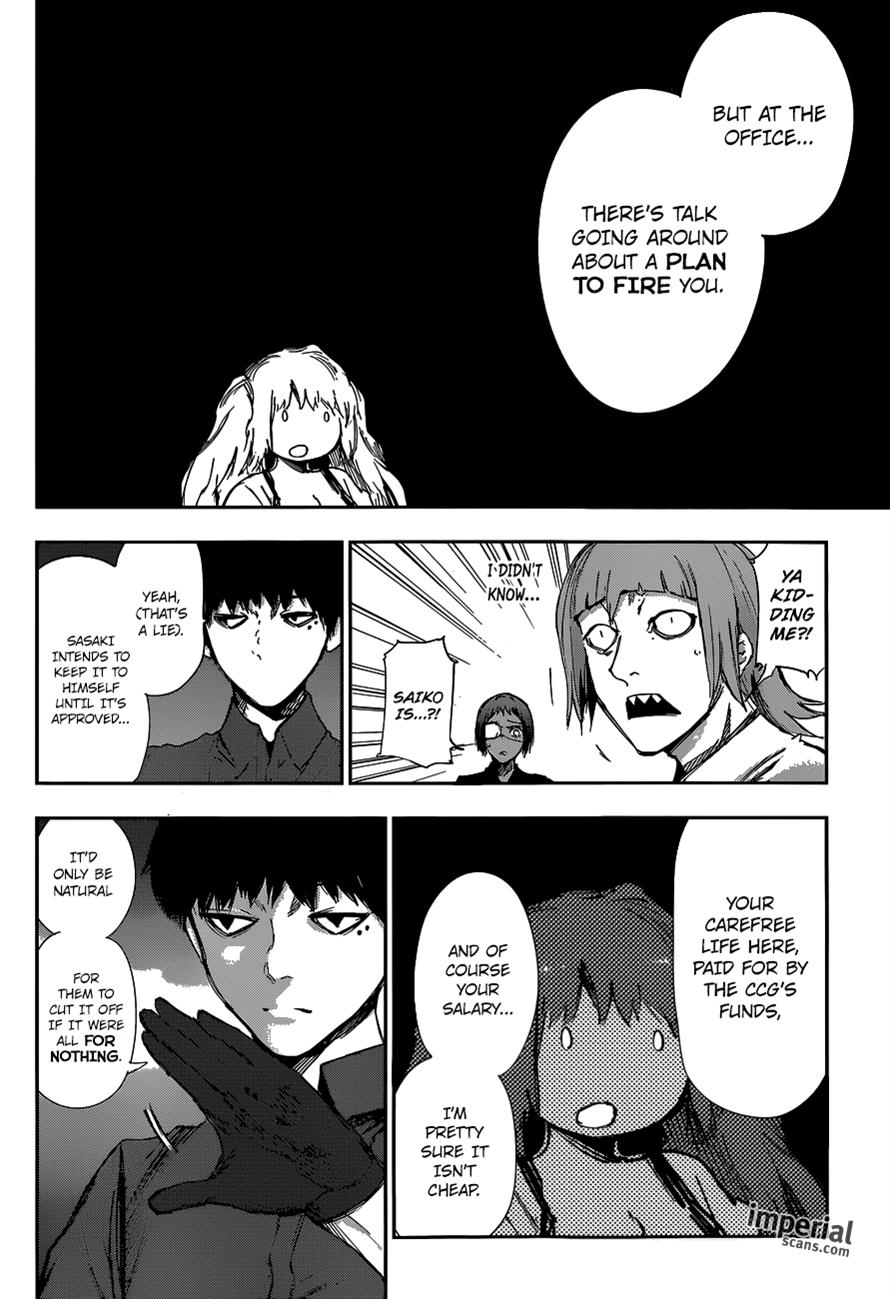 BUT AT THE
OFFICE...
THERE'S TALK
GOING AROUND
ABOUT A PLAN
TO FIRE YOU.
YA
KID-
DING
ME?!
I DIDN'T
KNOW...
SAIKO
IS...?!
YEAH,
(THAT'S
A LIE).
SASAKI
INTENDS TO
KEEP IT TO
HIMSELF
UNTIL IT'S
APPROVED...
YOUR
CAREFREE
LIFE HERE,
PAID FOR BY
THE CCG'S
FUNDS,
AND OF
COURSE
YOUR
SALARY...
I'M
PRETTY
SURE IT
ISN'T
CHEAP.
IT'D
ONLY BE
NATURAL
FOR
THEM TO
CUT IT OFF
IF IT WERE
ALL FOR
NOTHING.
imperial
scans.com